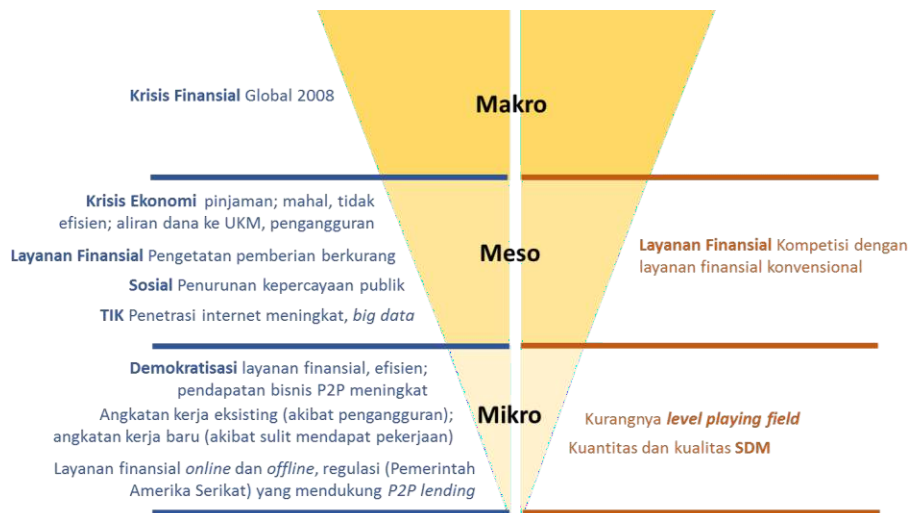 Krisis Finansial Global 2008
Makro
Krisis Ekonomi pinjaman; mahal, tidak
efisien; aliran dana ke UKM, pengangguran
Layanan Finansial Pengetatan pemberian berkurang
Sosial Penurunan kepercayaan publik
TIK Penetrasi internet meningkat, big data
Meso
Layanan Finansial Kompetisi dengan
layanan finansial konvensional
Demokratisasi layanan finansial, efisien;
pendapatan bisnis P2P meningkat
Angkatan kerja eksisting (akibat pengangguran);
angkatan kerja baru (akibat sulit mendapat pekerjaan)
Layanan finansial online dan offline, regulasi (Pemerintah
Amerika Serikat) yang mendukung P2P lending
Mikro
Kurangnya level playing field
Kuantitas dan kualitas SDM